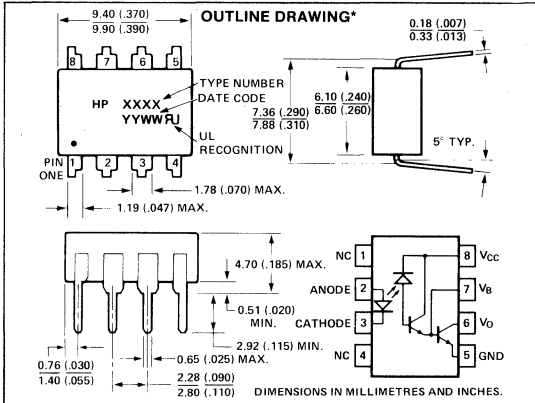 OUTLINE DRAWING*
9.40 (.370)
9.90 (.390)
8 7 6 5
HP XXXX
YYWW RU
TYPE NUMBER
DATE CODE
UL
RECOGNITION
PIN
ONE
1 2 3 4
1.78 (.070) MAX.
1.19 (.047) MAX.
0.18 (.007)
0.33 (.013)
7.36 (.290)
7.88 (.310)
6.10 (.240)
6.60 (.260)
5° TYP.
4.70 (.185) MAX.
0.51 (.020)
MIN.
2.92 (.115) MIN.
0.76 (.030)
1.40 (.055)
0.65 (.025) MAX.
2.28 (.090)
2.80 (.110)
NC 1
8 VCC
ANODE 2
7 VB
CATHODE 3
6 VO
NC 4
5 GND
DIMENSIONS IN MILLIMETRES AND INCHES.